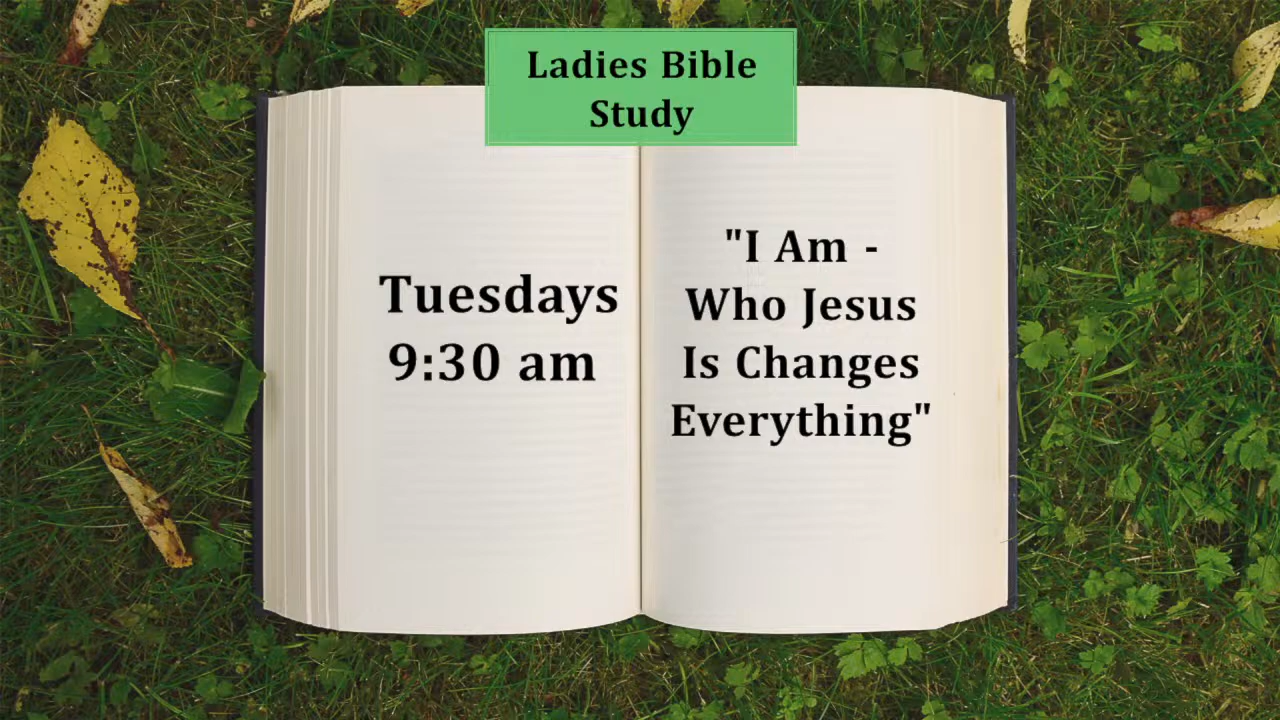 Ladies Bible
Study
Tuesdays
9:30 am
"I Am -
Who Jesus
Is Changes
Everything"